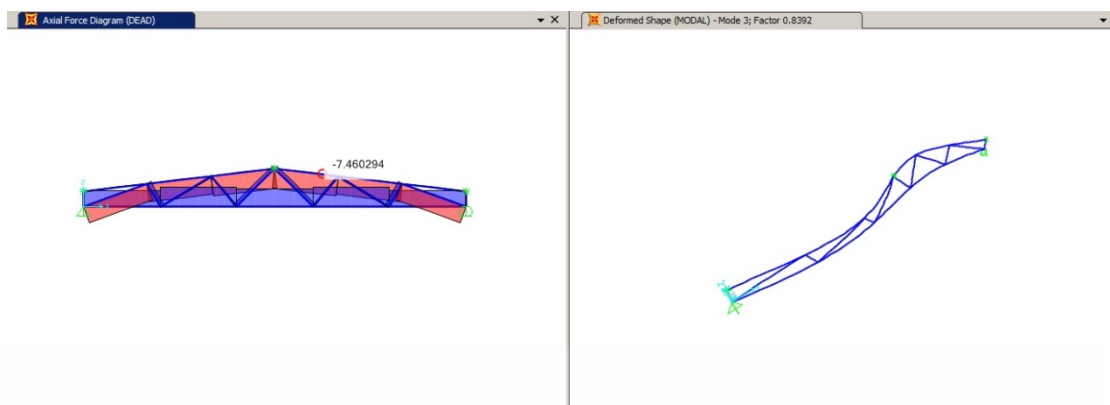 Axial Force Diagram (DEAD)
Deformed Shape (MODAL) - Mode 3; Factor 0.8392
-7.460294